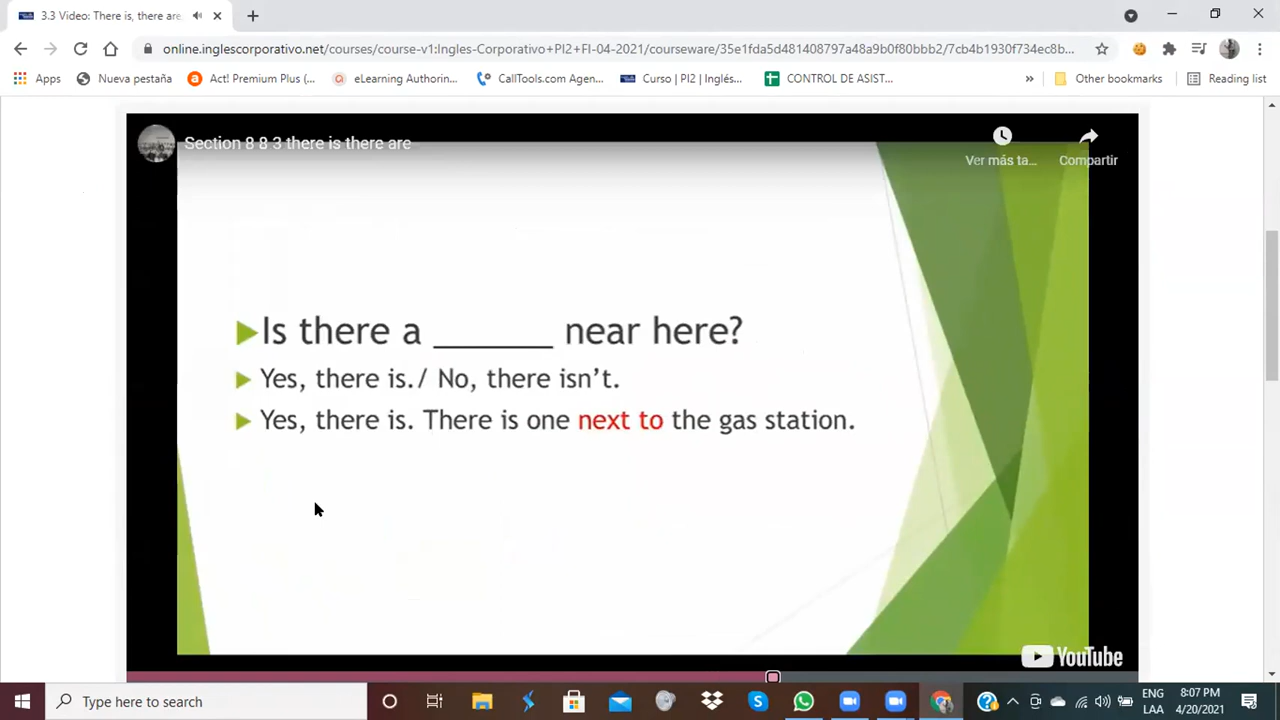 3.3 Video: There is, there are
online.inglescorporativo.net/courses/course-v1:Ingles-Corporativo+PI2+FI-04-2021/courseware/35e1fda5d481408797a48a9b0f80bbb2/7cb4b1930f734ec8b...
Apps Nueva pestaña Act! Premium Plus (... eLearning Authorin... CallTools.com Agen... Curso | PI2 | Inglés... CONTROL DE ASIST... » Other bookmarks Reading list
Section 8 8 3 there is there are
Ver más ta... Compartir
Is there a ______ near here?
Yes, there is./ No, there isn't.
Yes, there is. There is one next to the gas station.
YouTube
Type here to search
ENG 8:07 PM
LAA 4/20/2021